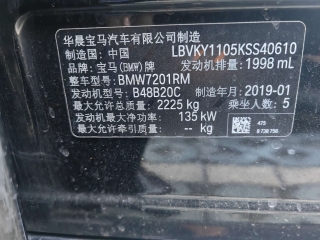 华晨宝马汽车有限公司制造
制造国：中国 LBVKY1105KSS40610
品牌：宝马(BMW)牌 发动机排量：1998 mL
整车型号：BMW7201RM
发动机型号：B48B20C 制造年月：2019-01
最大允许总质量：2225 kg 乘坐人数：5
发动机最大净功率：135 kW
最大允许牵引质量：-- kg
475